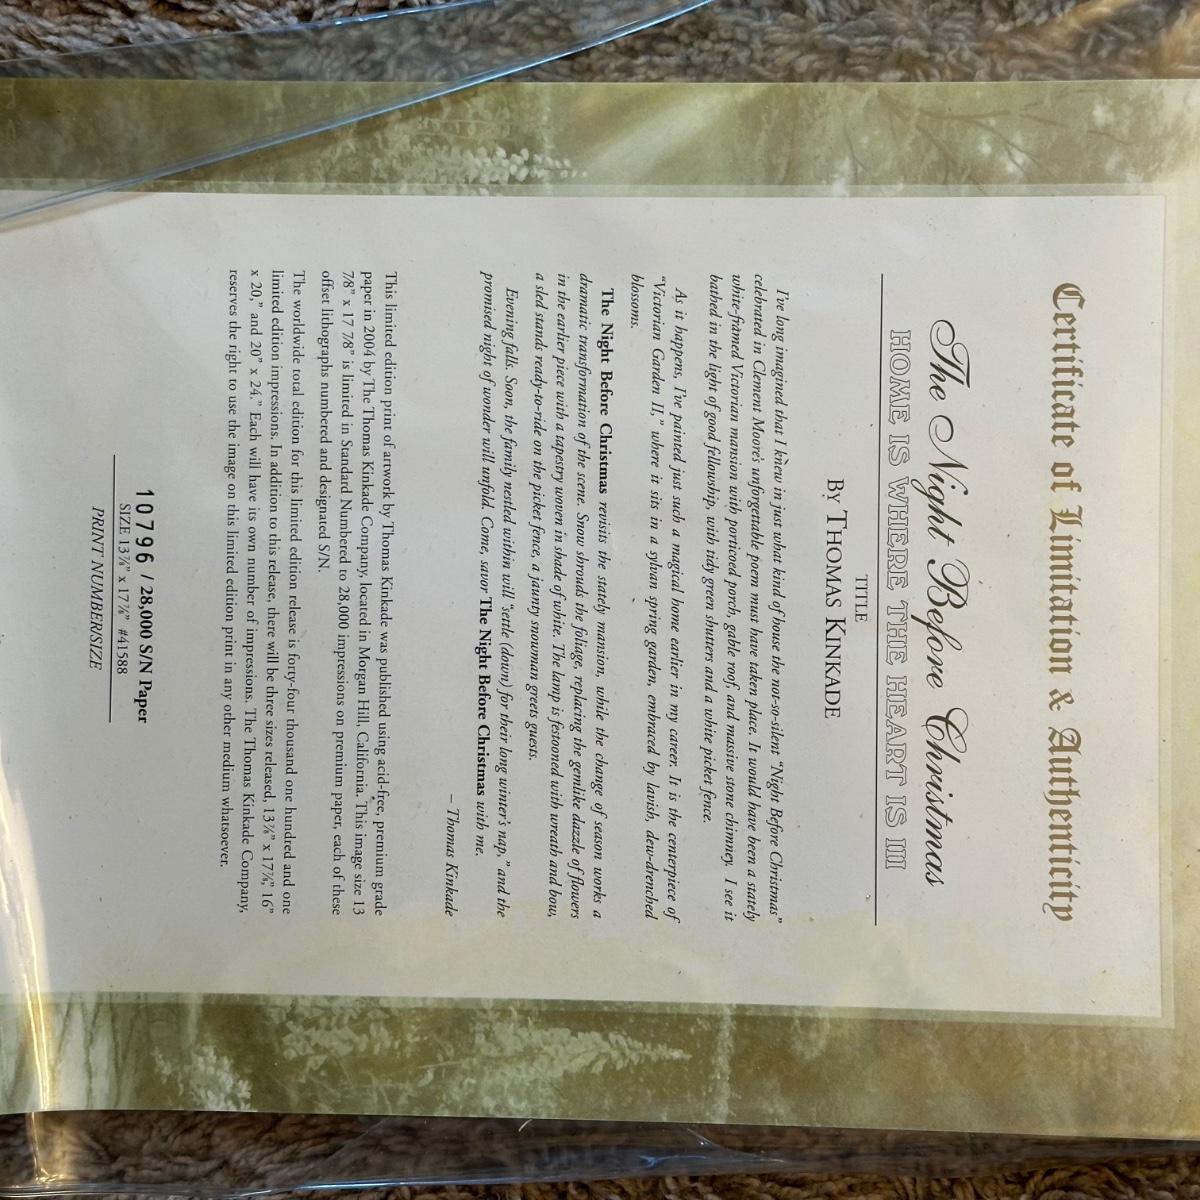 Certificate of Limitation & Authenticity
The Night Before Christmas
HOME IS WHERE THE HEART IS III
TITLE
BY THOMAS KINKADE
I've long imagined that I knew in just what kind of house the not-so-silent "Night Before Christmas"
celebrated in Clement Moore's unforgettable poem must have taken place. It would have been a stately
white-framed Victorian mansion with porticoed porch, gable roof, and massive stone chimney. I see it
bathed in the light of good fellowship, with tidy green shutters and a white picket fence.
As it happens, I've painted just such a magical home earlier in my career. It is the centerpiece of
"Victorian Garden II," where it sits in a sylvan spring garden, embraced by lavish, dew-drenched
blossoms.
The Night Before Christmas revisits the stately mansion, while the change of season works a
dramatic transformation of the scene. Snow shrouds the foliage, replacing the gemlike dazzle of flowers
in the earlier piece with a tapestry woven in shade of white. The lamp is festooned with wreath and bow,
a sled stands ready-to-ride on the picket fence, a jaunty snowman greets guests.
Evening falls. Soon, the family nestled within will "settle (down) for their long winter's nap," and the
promised night of wonder will unfold. Come, savor The Night Before Christmas with me.
– Thomas Kinkade
This limited edition print of artwork by Thomas Kinkade was published using acid-free, premium grade
paper in 2004 by The Thomas Kinkade Company, located in Morgan Hill, California. This image size 13
7/8" x 17 7/8" is limited in Standard Numbered to 28,000 impressions on premium paper, each of these
offset lithographs numbered and designated S/N.
The worldwide total edition for this limited edition release is forty-four thousand one hundred and one
limited edition impressions. In addition to this release, there will be three sizes released, 13⅞" x 17⅞," 16"
x 20," and 20" x 24." Each will have its own number of impressions. The Thomas Kinkade Company,
reserves the right to use the image on this limited edition print in any other medium whatsoever.
10796 / 28,000 S/N Paper
SIZE 13⅞" x 17⅞" #41588
PRINT NUMBER/SIZE